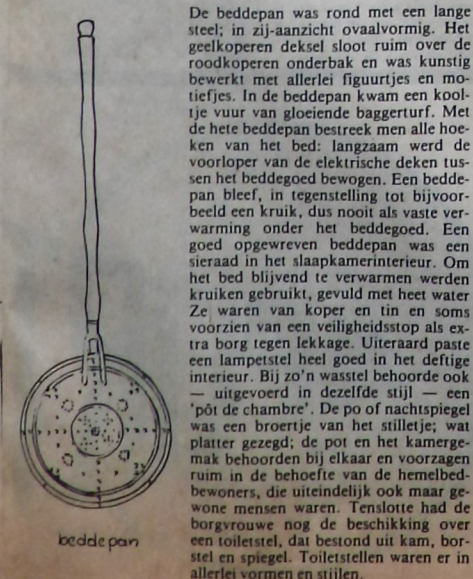 De beddepan was rond met een lange
steel; in zij-aanzicht ovaalvormig. Het
geelkoperen deksel sloot ruim over de
roodkoperen onderbak en was kunstig
bewerkt met allerlei figuurtjes en mo-
tiefjes. In de beddepan kwam een kool-
tje vuur van gloeiende baggerturf. Met
de hete beddepan bestreek men alle hoe-
ken van het bed: langzaam werd de
voorloper van de elektrische deken tus-
sen het beddegoed bewogen. Een bedde-
pan bleef, in tegenstelling tot bijvoor-
beeld een kruik, dus nooit als vaste ver-
warming onder het beddegoed. Een
goed opgewreven beddepan was een
sieraad in het slaapkamerinterieur. Om
het bed blijvend te verwarmen werden
kruiken gebruikt, gevuld met heet water
Ze waren van koper en tin en soms
voorzien van een veiligheidsstop als ex-
tra borg tegen lekkage. Uiteraard paste
een lampetstel heel goed in het deftige
interieur. Bij zo'n wasstel behoorde ook
— uitgevoerd in dezelfde stijl — een
'pôt de chambre'. De po of nachtspiegel
was een broertje van het stilletje; wat
platter gezegd; de pot en het kamerge-
mak behoorden bij elkaar en voorzagen
ruim in de behoefte van de hemelbed-
bewoners, die uiteindelijk ook maar ge-
wone mensen waren. Tenslotte had de
borgvrouwe nog de beschikking over
een toiletstel, dat bestond uit kam, bor-
stel en spiegel. Toiletstellen waren er in
allerlei vormen en stijlen.
beddepan